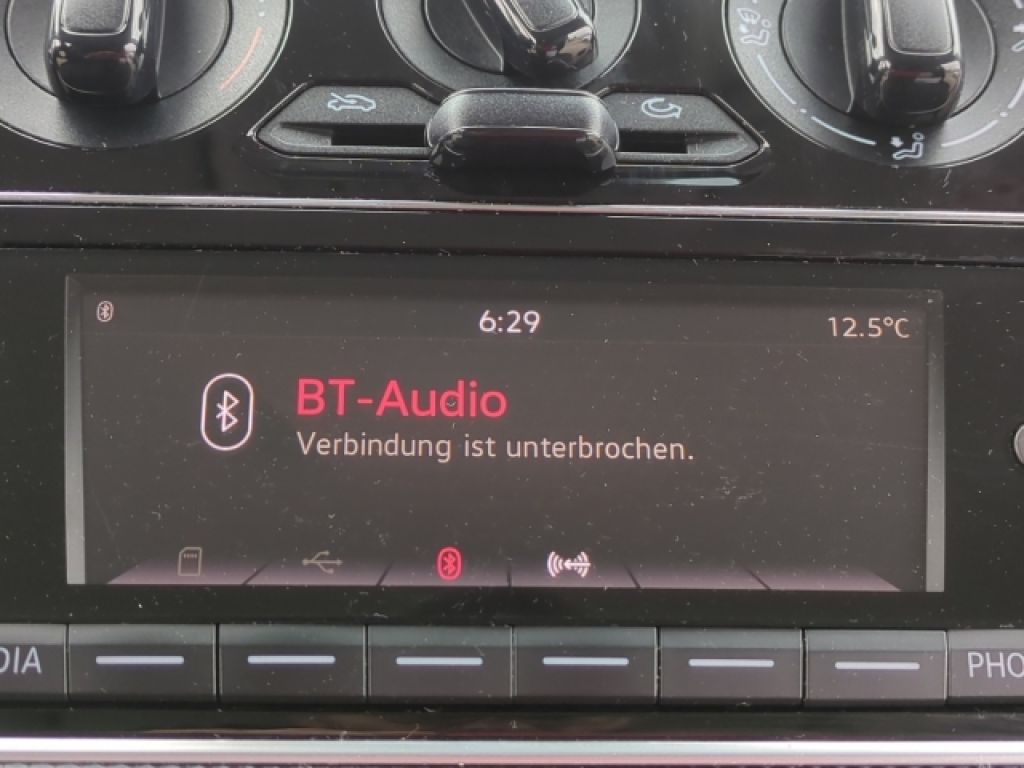 6:29
12.5°C
BT-Audio
Verbindung ist unterbrochen.
DIA
PHO